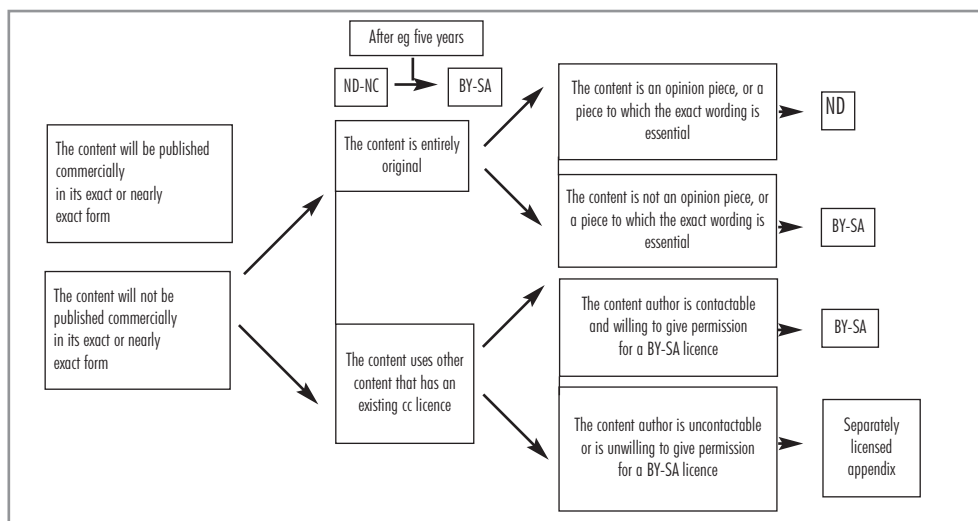 After eg five years
ND-NC
BY-SA
The content will be published
commercially
in its exact or nearly
exact form
The content will not be
published commercially
in its exact or nearly
exact form
The content is entirely
original
The content uses other
content that has an
existing cc licence
The content is an opinion piece, or a
piece to which the exact wording is
essential
ND
The content is not an opinion piece, or
a piece to which the exact wording is
essential
BY-SA
The content author is contactable
and willing to give permission
for a BY-SA licence
BY-SA
The content author is uncontactable
or is unwilling to give permission
for a BY-SA licence
Separately
licensed
appendix